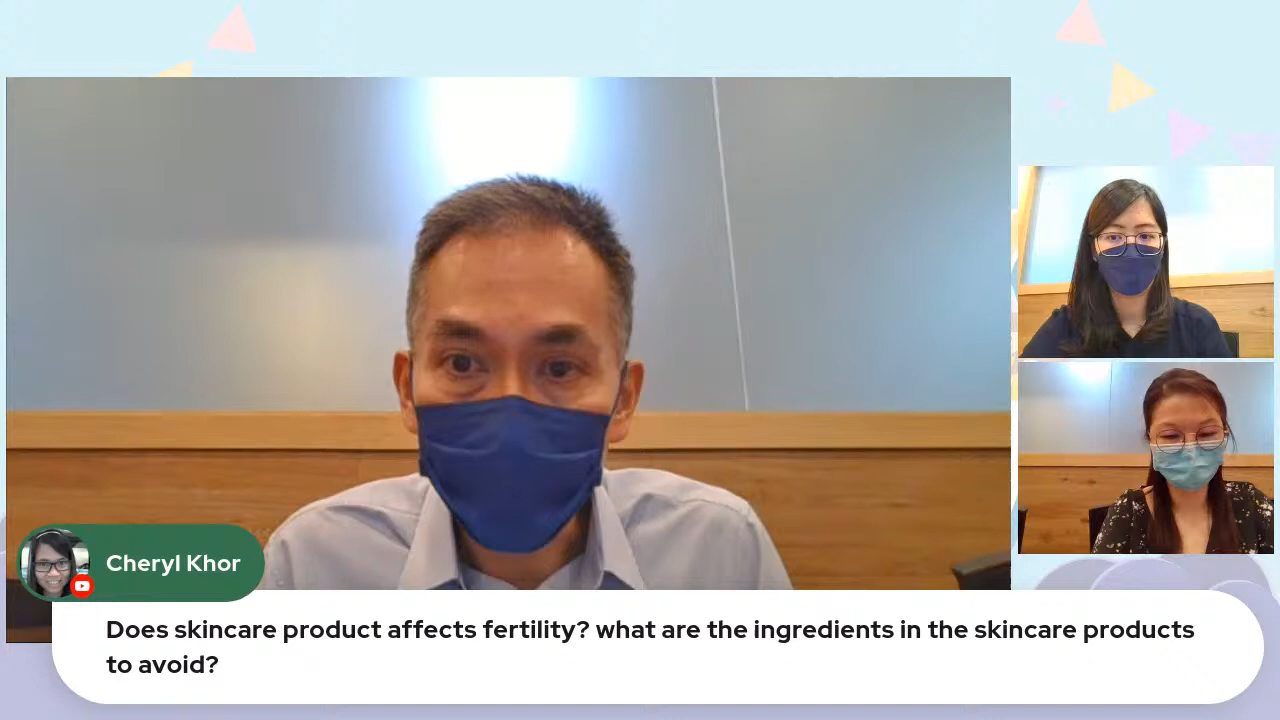 Cheryl Khor
Does skincare product affects fertility? what are the ingredients in the skincare products
to avoid?